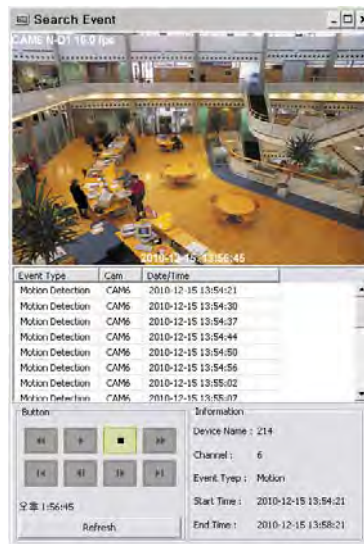 Search Event
CAM6 N-D1 16.0 fps
2010-12-15 13:56:45
Event Type Cam Date/Time
Motion Detection CAM6 2010-12-15 13:54:21
Motion Detection CAM6 2010-12-15 13:54:30
Motion Detection CAM6 2010-12-15 13:54:37
Motion Detection CAM6 2010-12-15 13:54:44
Motion Detection CAM6 2010-12-15 13:54:50
Motion Detection CAM6 2010-12-15 13:54:56
Motion Detection CAM6 2010-12-15 13:55:02
Motion Detection CAM6 2010-12-15 13:55:07
Button
오후 1:56:45
Refresh
Information
Device Name : 214
Channel : 6
Event Tyep : Motion
Start Time : 2010-12-15 13:54:21
End Time : 2010-12-15 13:58:21